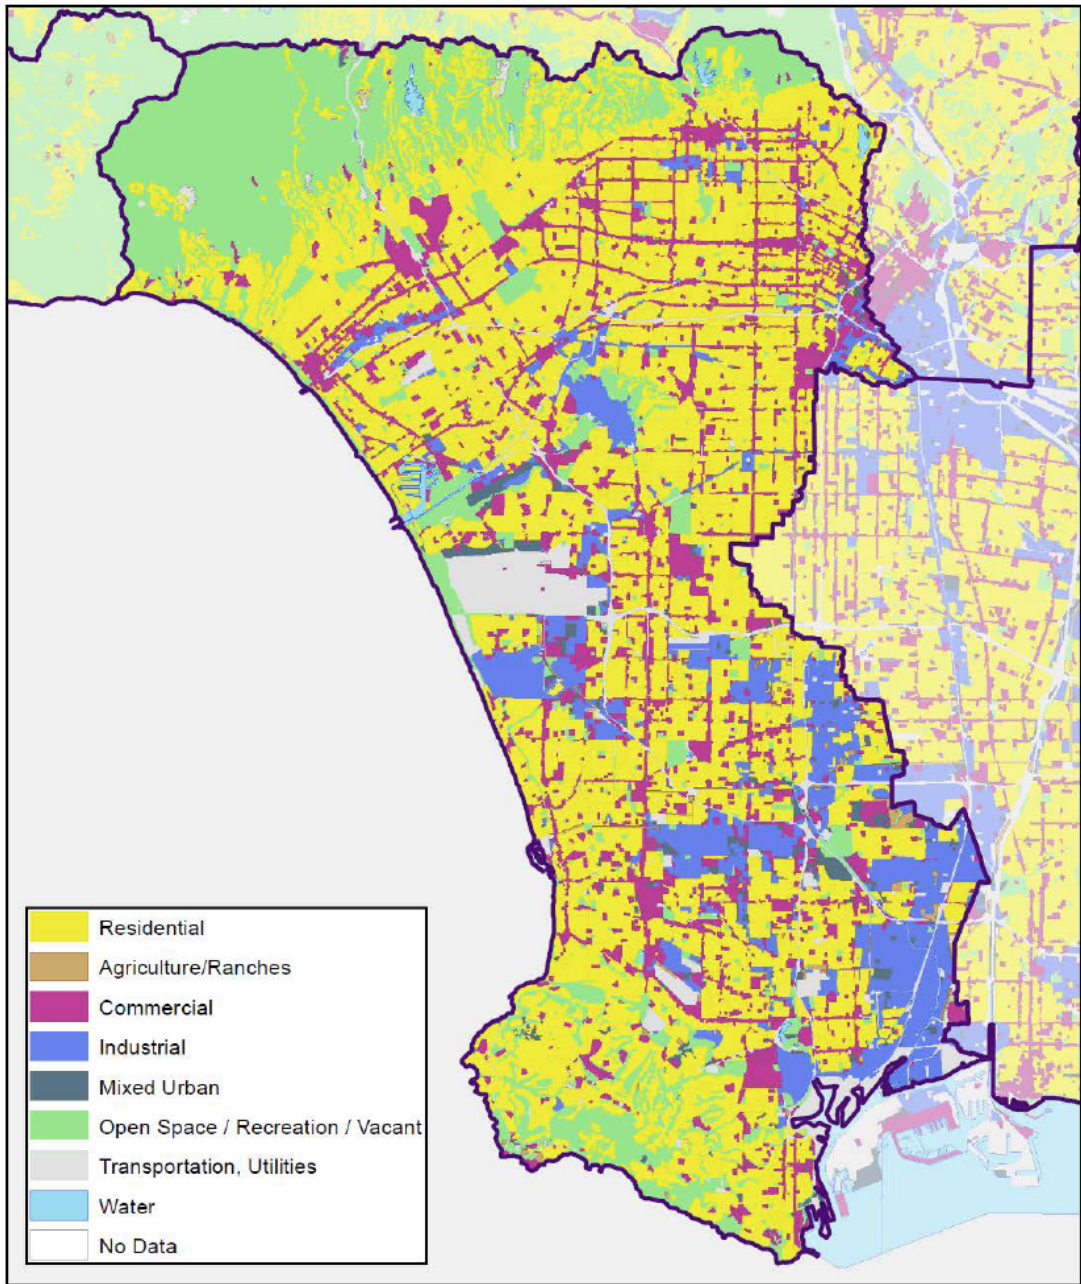 Residential
Agriculture/Ranches
Commercial
Industrial
Mixed Urban
Open Space / Recreation / Vacant
Transportation, Utilities
Water
No Data